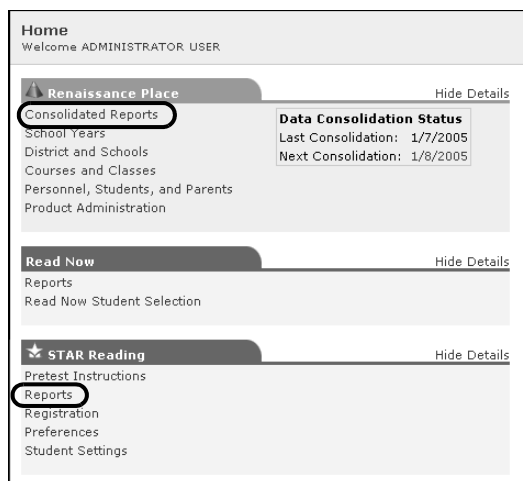 Home
Welcome ADMINISTRATOR USER
Renaissance Place Hide Details
Consolidated Reports
School Years
District and Schools
Courses and Classes
Personnel, Students, and Parents
Product Administration
Data Consolidation Status
Last Consolidation: 1/7/2005
Next Consolidation: 1/8/2005
Read Now Hide Details
Reports
Read Now Student Selection
STAR Reading Hide Details
Pretest Instructions
Reports
Registration
Preferences
Student Settings